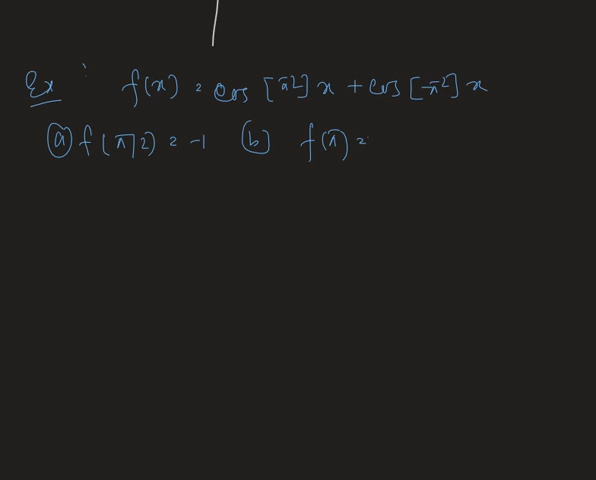 Ex : f(x) = cos [π2] x + cos [-π2] x
(a) f(π/2) = -1 (b) f(π) =